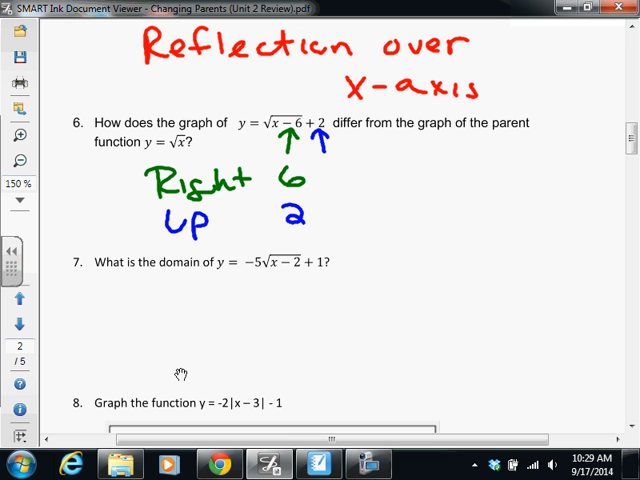 SMART Ink Document Viewer - Changing Parents (Unit 2 Review).pdf
Reflection over
x-axis
6. How does the graph of y = √(x − 6) + 2 differ from the graph of the parent
function y = √x?
Right 6
Up 2
150 %
7. What is the domain of y = −5√(x − 2) + 1?
2
/ 5
8. Graph the function y = -2|x – 3| - 1
10:29 AM
9/17/2014